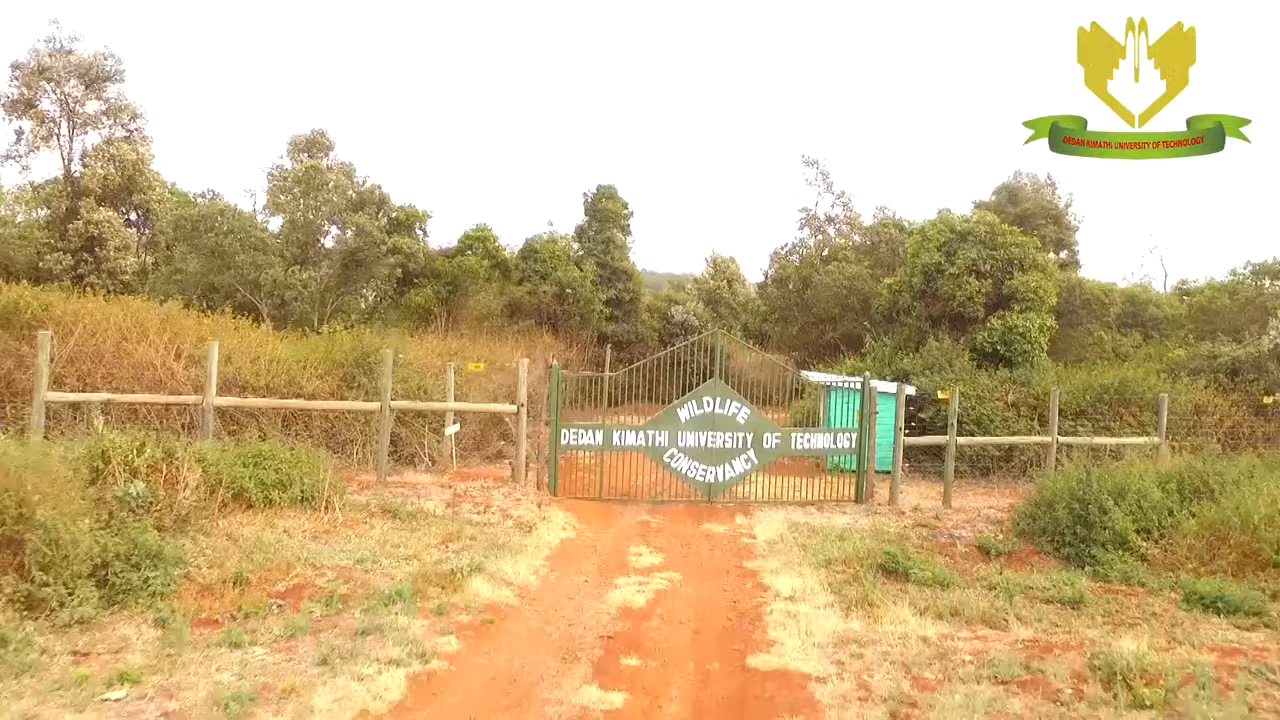 DEDAN KIMATHI UNIVERSITY OF TECHNOLOGY
WILDLIFE
DEDAN KIMATHI UNIVERSITY OF TECHNOLOGY
CONSERVANCY